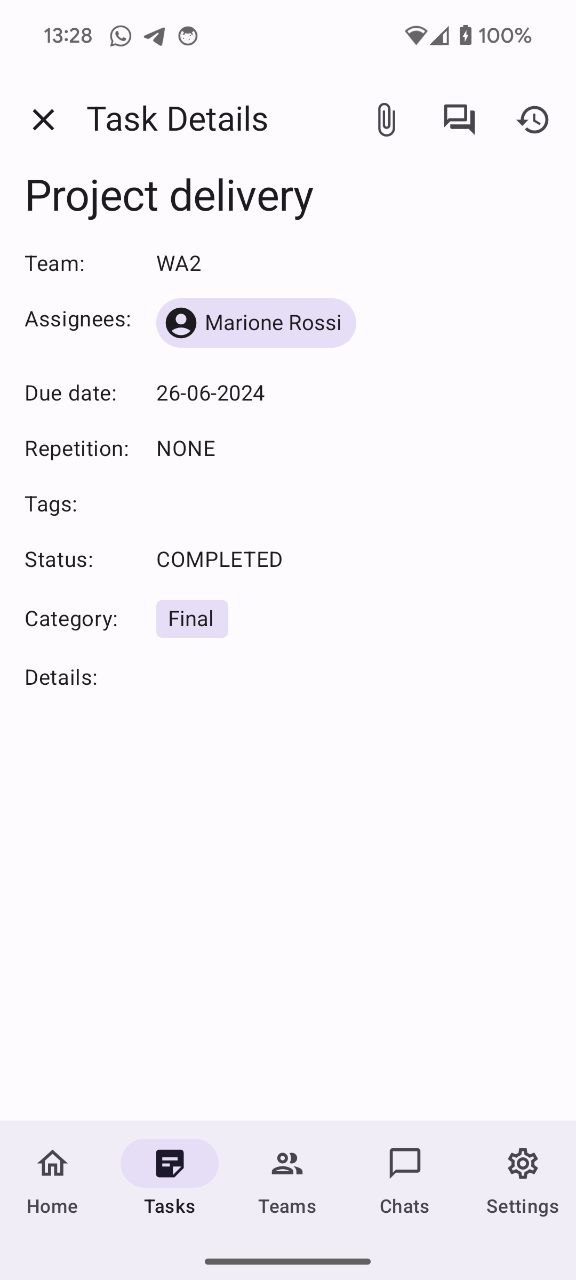 13:28 100%
Task Details
Project delivery
Team: WA2
Assignees: Marione Rossi
Due date: 26-06-2024
Repetition: NONE
Tags:
Status: COMPLETED
Category: Final
Details:
Home Tasks Teams Chats Settings